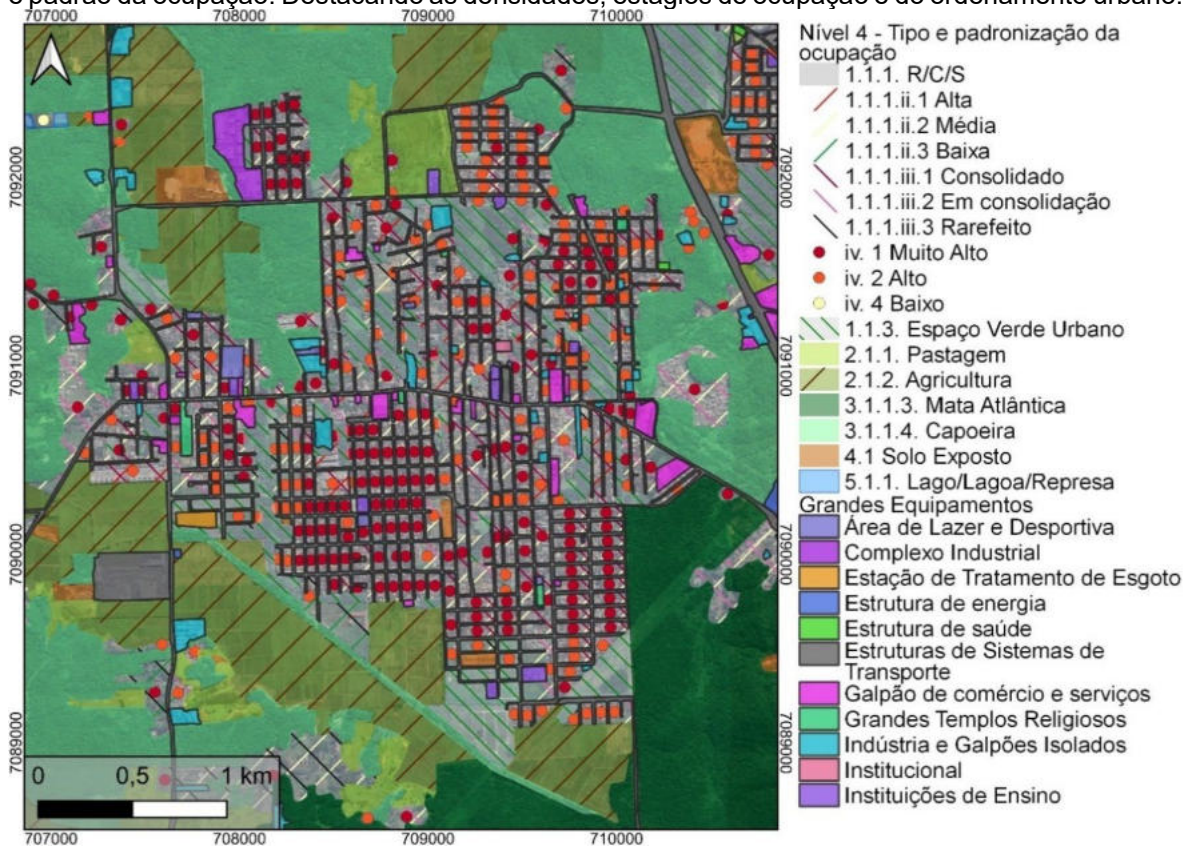 e padrão da ocupação. Destacando as densidades, estágios de ocupação e de ordenamento urbano.
707000 708000 709000 710000
Nível 4 - Tipo e padronização da
ocupação
1.1.1. R/C/S
1.1.1.ii.1 Alta
1.1.1.ii.2 Média
1.1.1.ii.3 Baixa
1.1.1.iii.1 Consolidado
1.1.1.iii.2 Em consolidação
1.1.1.iii.3 Rarefeito
iv. 1 Muito Alto
iv. 2 Alto
iv. 4 Baixo
1.1.3. Espaço Verde Urbano
2.1.1. Pastagem
2.1.2. Agricultura
3.1.1.3. Mata Atlântica
3.1.1.4. Capoeira
4.1 Solo Exposto
5.1.1. Lago/Lagoa/Represa
Grandes Equipamentos
Área de Lazer e Desportiva
Complexo Industrial
Estação de Tratamento de Esgoto
Estrutura de energia
Estrutura de saúde
Estruturas de Sistemas de
Transporte
Galpão de comércio e serviços
Grandes Templos Religiosos
Indústria e Galpões Isolados
Institucional
Instituições de Ensino
7092000
7091000
7090000
7089000
7092000
7091000
7090000
7089000
0 0,5 1 km
707000 708000 709000 710000